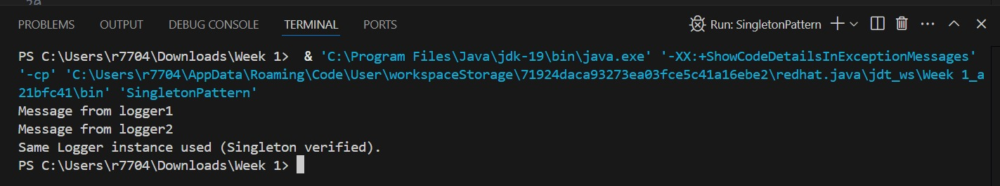 20
PROBLEMS OUTPUT DEBUG CONSOLE TERMINAL PORTS Run: SingletonPattern
PS C:\Users\r7704\Downloads\Week 1>  & 'C:\Program Files\Java\jdk-19\bin\java.exe' '-XX:+ShowCodeDetailsInExceptionMessages'
'-cp' 'C:\Users\r7704\AppData\Roaming\Code\User\workspaceStorage\71924daca93273ea03fce5c41a16ebe2\redhat.java\jdt_ws\Week 1_a
21bfc41\bin' 'SingletonPattern'
Message from logger1
Message from logger2
Same Logger instance used (Singleton verified).
PS C:\Users\r7704\Downloads\Week 1>